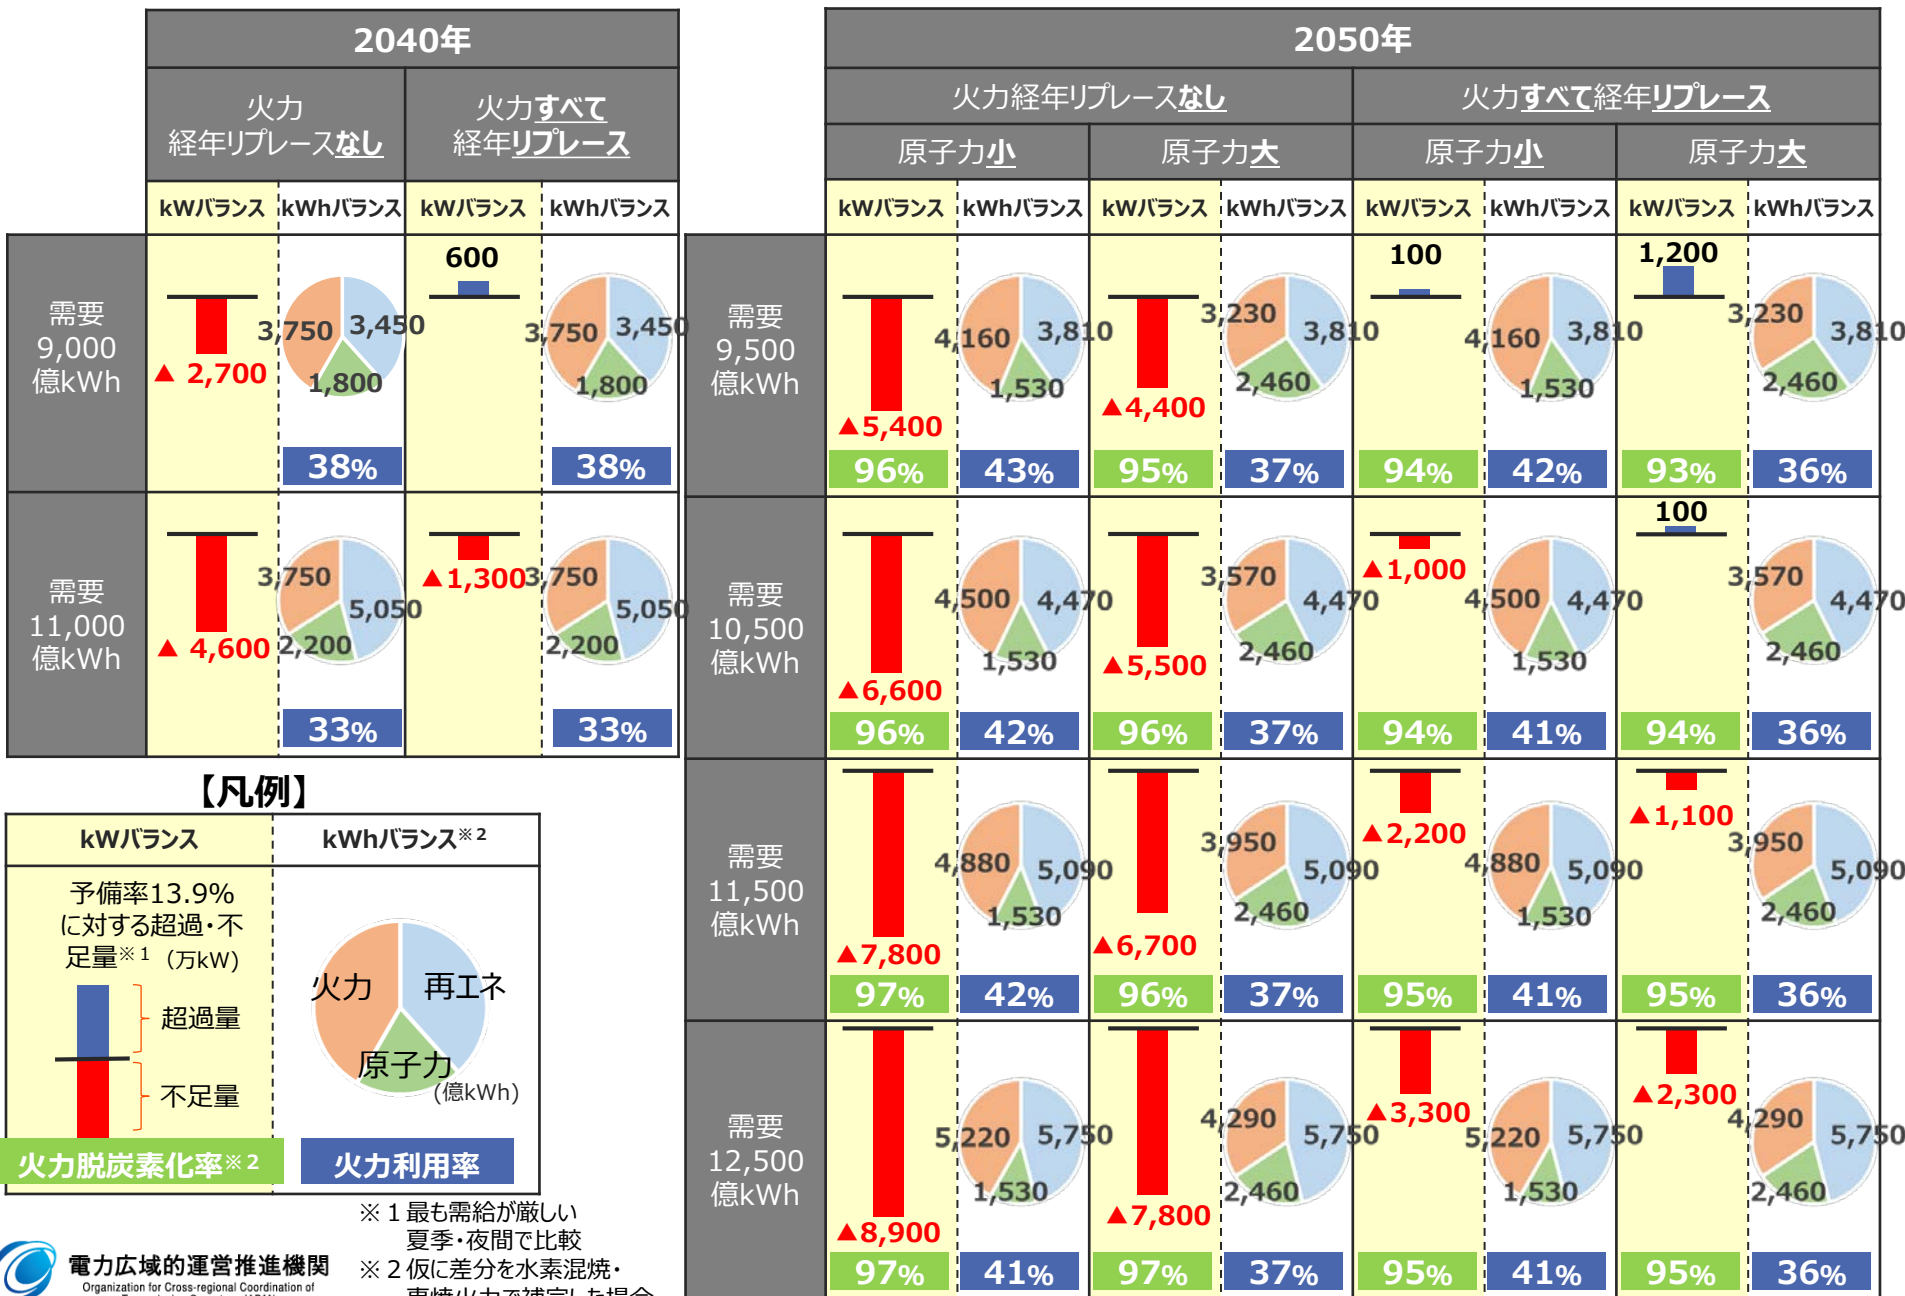 2040年
火力
経年リプレースなし
火力すべて
経年リプレース
kWバランス kWhバランス kWバランス kWhバランス
需要
9,000
億kWh
▲ 2,700
3,750 3,450
1,800
38%
600
3,750 3,450
1,800
38%
需要
11,000
億kWh
▲ 4,600
3,750
5,050
2,200
33%
▲1,300
3,750
5,050
2,200
33%
2050年
火力経年リプレースなし
火力すべて経年リプレース
原子力小 原子力大 原子力小 原子力大
kWバランス kWhバランス kWバランス kWhバランス kWバランス kWhバランス kWバランス kWhバランス
需要
9,500
億kWh
▲5,400
4,160 3,810
1,530
96% 43%
▲4,400
3,230
3,810
2,460
95% 37%
100
4,160 3,810
1,530
94% 42%
1,200
3,230
3,810
2,460
93% 36%
需要
10,500
億kWh
▲6,600
4,500 4,470
1,530
96% 42%
▲5,500
3,570
4,470
2,460
96% 37%
▲1,000
4,500 4,470
1,530
94% 41%
100
3,570
4,470
2,460
94% 36%
需要
11,500
億kWh
▲7,800
4,880 5,090
1,530
97% 42%
▲6,700
3,950
5,090
2,460
96% 37%
▲2,200
4,880 5,090
1,530
95% 41%
▲1,100
3,950
5,090
2,460
95% 36%
需要
12,500
億kWh
▲8,900
5,220 5,750
1,530
97% 41%
▲7,800
4,290
5,750
2,460
97% 37%
▲3,300
5,220 5,750
1,530
95% 41%
▲2,300
4,290
5,750
2,460
95% 36%
【凡例】
kWバランス kWhバランス※2
予備率13.9%
に対する超過・不
足量※1 (万kW)
超過量
不足量
火力 再エネ
原子力
(億kWh)
火力脱炭素化率※2 火力利用率
※1 最も需給が厳しい
夏季・夜間で比較
※2 仮に差分を水素混焼・
専焼火力で補完した場合
電力広域的運営推進機関
Organization for Cross-regional Coordination of